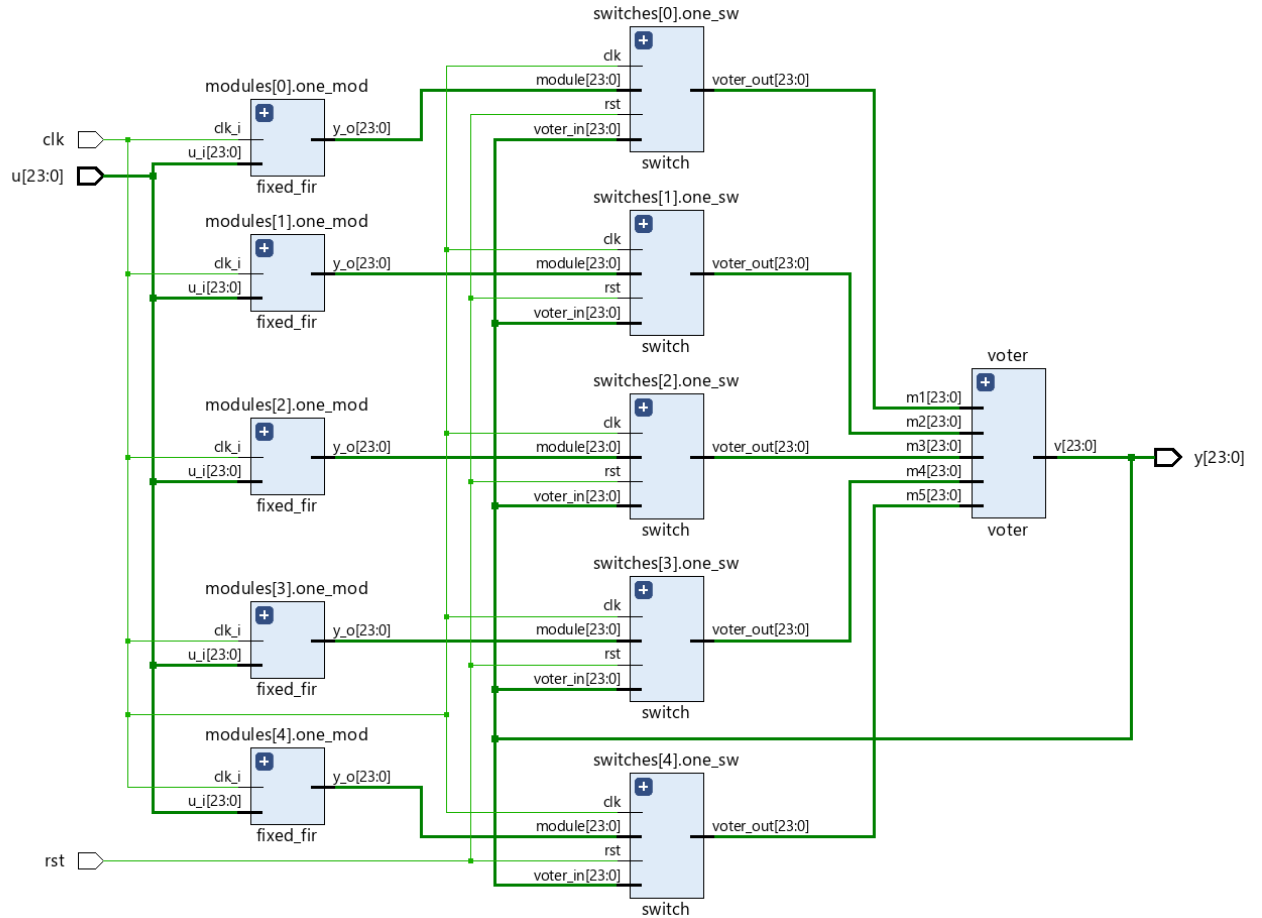 switches[0].one_sw
clk
module[23:0]
rst
voter_in[23:0]
voter_out[23:0]
switch
modules[0].one_mod
clk_i
u_i[23:0]
y_o[23:0]
fixed_fir
clk
u[23:0]
switches[1].one_sw
clk
module[23:0]
rst
voter_in[23:0]
voter_out[23:0]
switch
modules[1].one_mod
clk_i
u_i[23:0]
y_o[23:0]
fixed_fir
switches[2].one_sw
clk
module[23:0]
rst
voter_in[23:0]
voter_out[23:0]
switch
modules[2].one_mod
clk_i
u_i[23:0]
y_o[23:0]
fixed_fir
voter
m1[23:0]
m2[23:0]
m3[23:0]
m4[23:0]
m5[23:0]
v[23:0]
voter
y[23:0]
switches[3].one_sw
clk
module[23:0]
rst
voter_in[23:0]
voter_out[23:0]
switch
modules[3].one_mod
clk_i
u_i[23:0]
y_o[23:0]
fixed_fir
modules[4].one_mod
clk_i
u_i[23:0]
y_o[23:0]
fixed_fir
switches[4].one_sw
clk
module[23:0]
rst
voter_in[23:0]
voter_out[23:0]
switch
rst